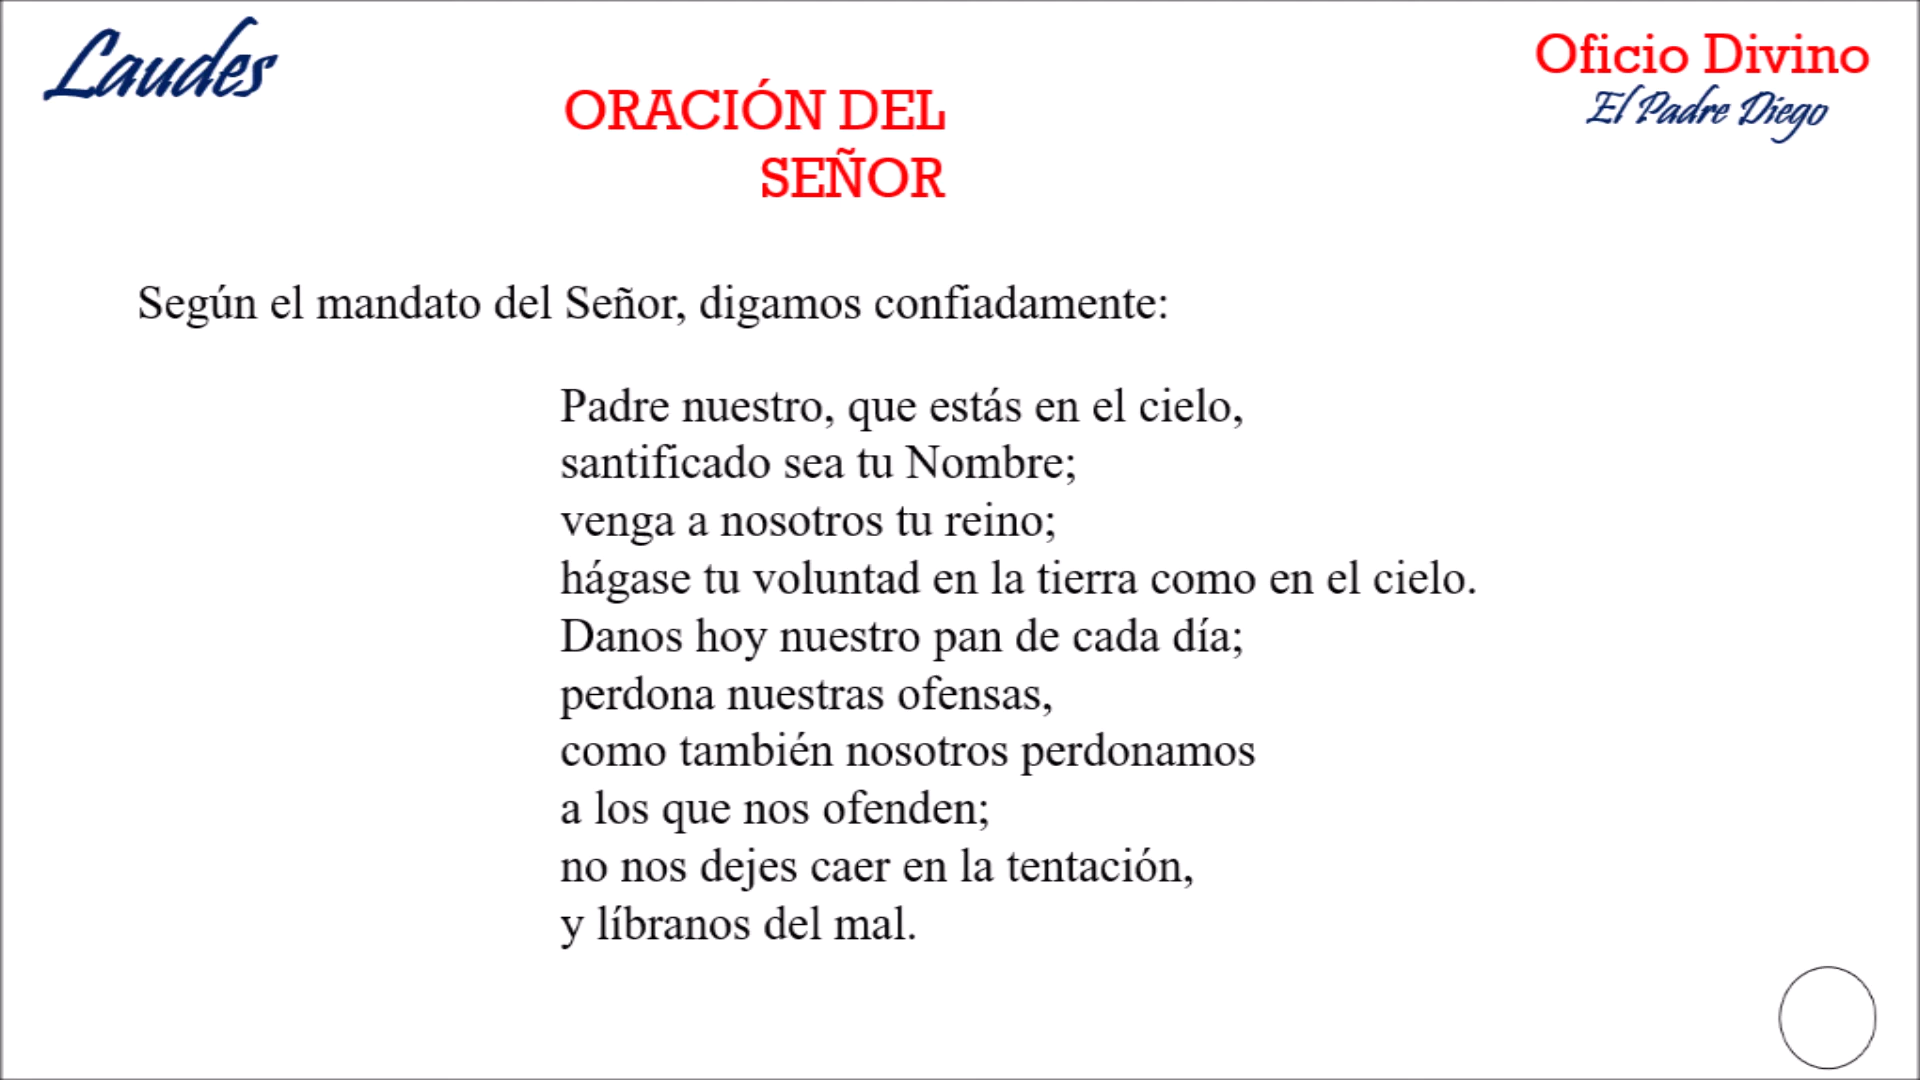 Laudes
Oficio Divino
El Padre Diego
ORACIÓN DEL
SEÑOR
Según el mandato del Señor, digamos confiadamente:
Padre nuestro, que estás en el cielo,
santificado sea tu Nombre;
venga a nosotros tu reino;
hágase tu voluntad en la tierra como en el cielo.
Danos hoy nuestro pan de cada día;
perdona nuestras ofensas,
como también nosotros perdonamos
a los que nos ofenden;
no nos dejes caer en la tentación,
y líbranos del mal.